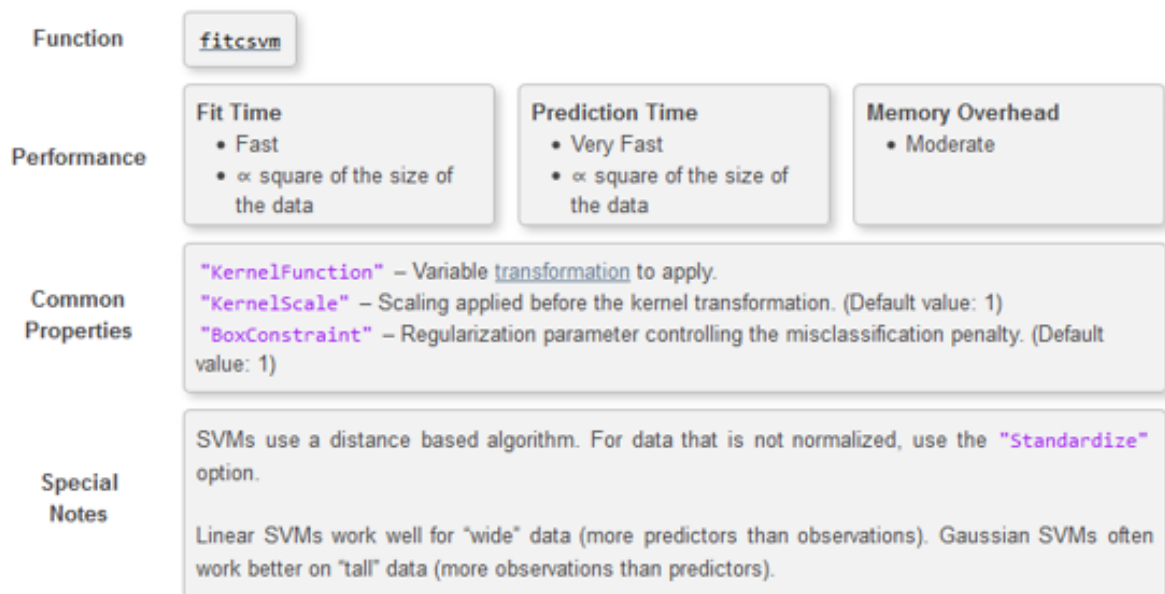 Function
fitcsvm
Performance
Fit Time
• Fast
• ∝ square of the size of
the data
Prediction Time
• Very Fast
• ∝ square of the size of
the data
Memory Overhead
• Moderate
Common
Properties
"KernelFunction" – Variable transformation to apply.
"KernelScale" – Scaling applied before the kernel transformation. (Default value: 1)
"BoxConstraint" – Regularization parameter controlling the misclassification penalty. (Default
value: 1)
Special
Notes
SVMs use a distance based algorithm. For data that is not normalized, use the "Standardize"
option.
Linear SVMs work well for “wide” data (more predictors than observations). Gaussian SVMs often
work better on “tall” data (more observations than predictors).